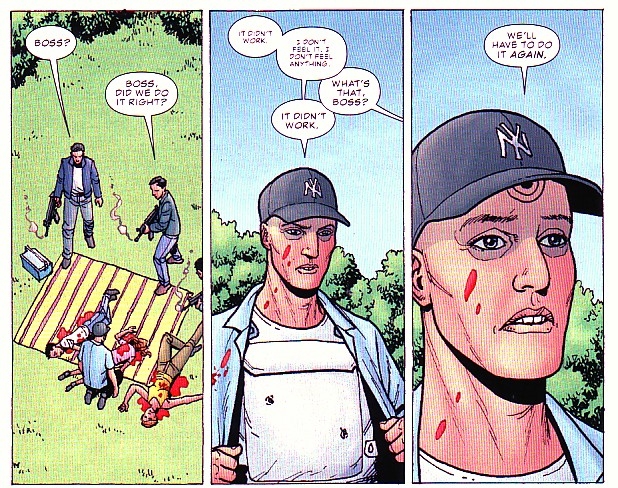 BOSS?
BOSS,
DID WE DO
IT RIGHT?
IT DIDN'T
WORK.
I DON'T
FEEL IT. I
DON'T FEEL
ANYTHING.
WHAT'S
THAT,
BOSS?
IT DIDN'T
WORK.
NY
WE'LL
HAVE TO DO
IT AGAIN.
NY